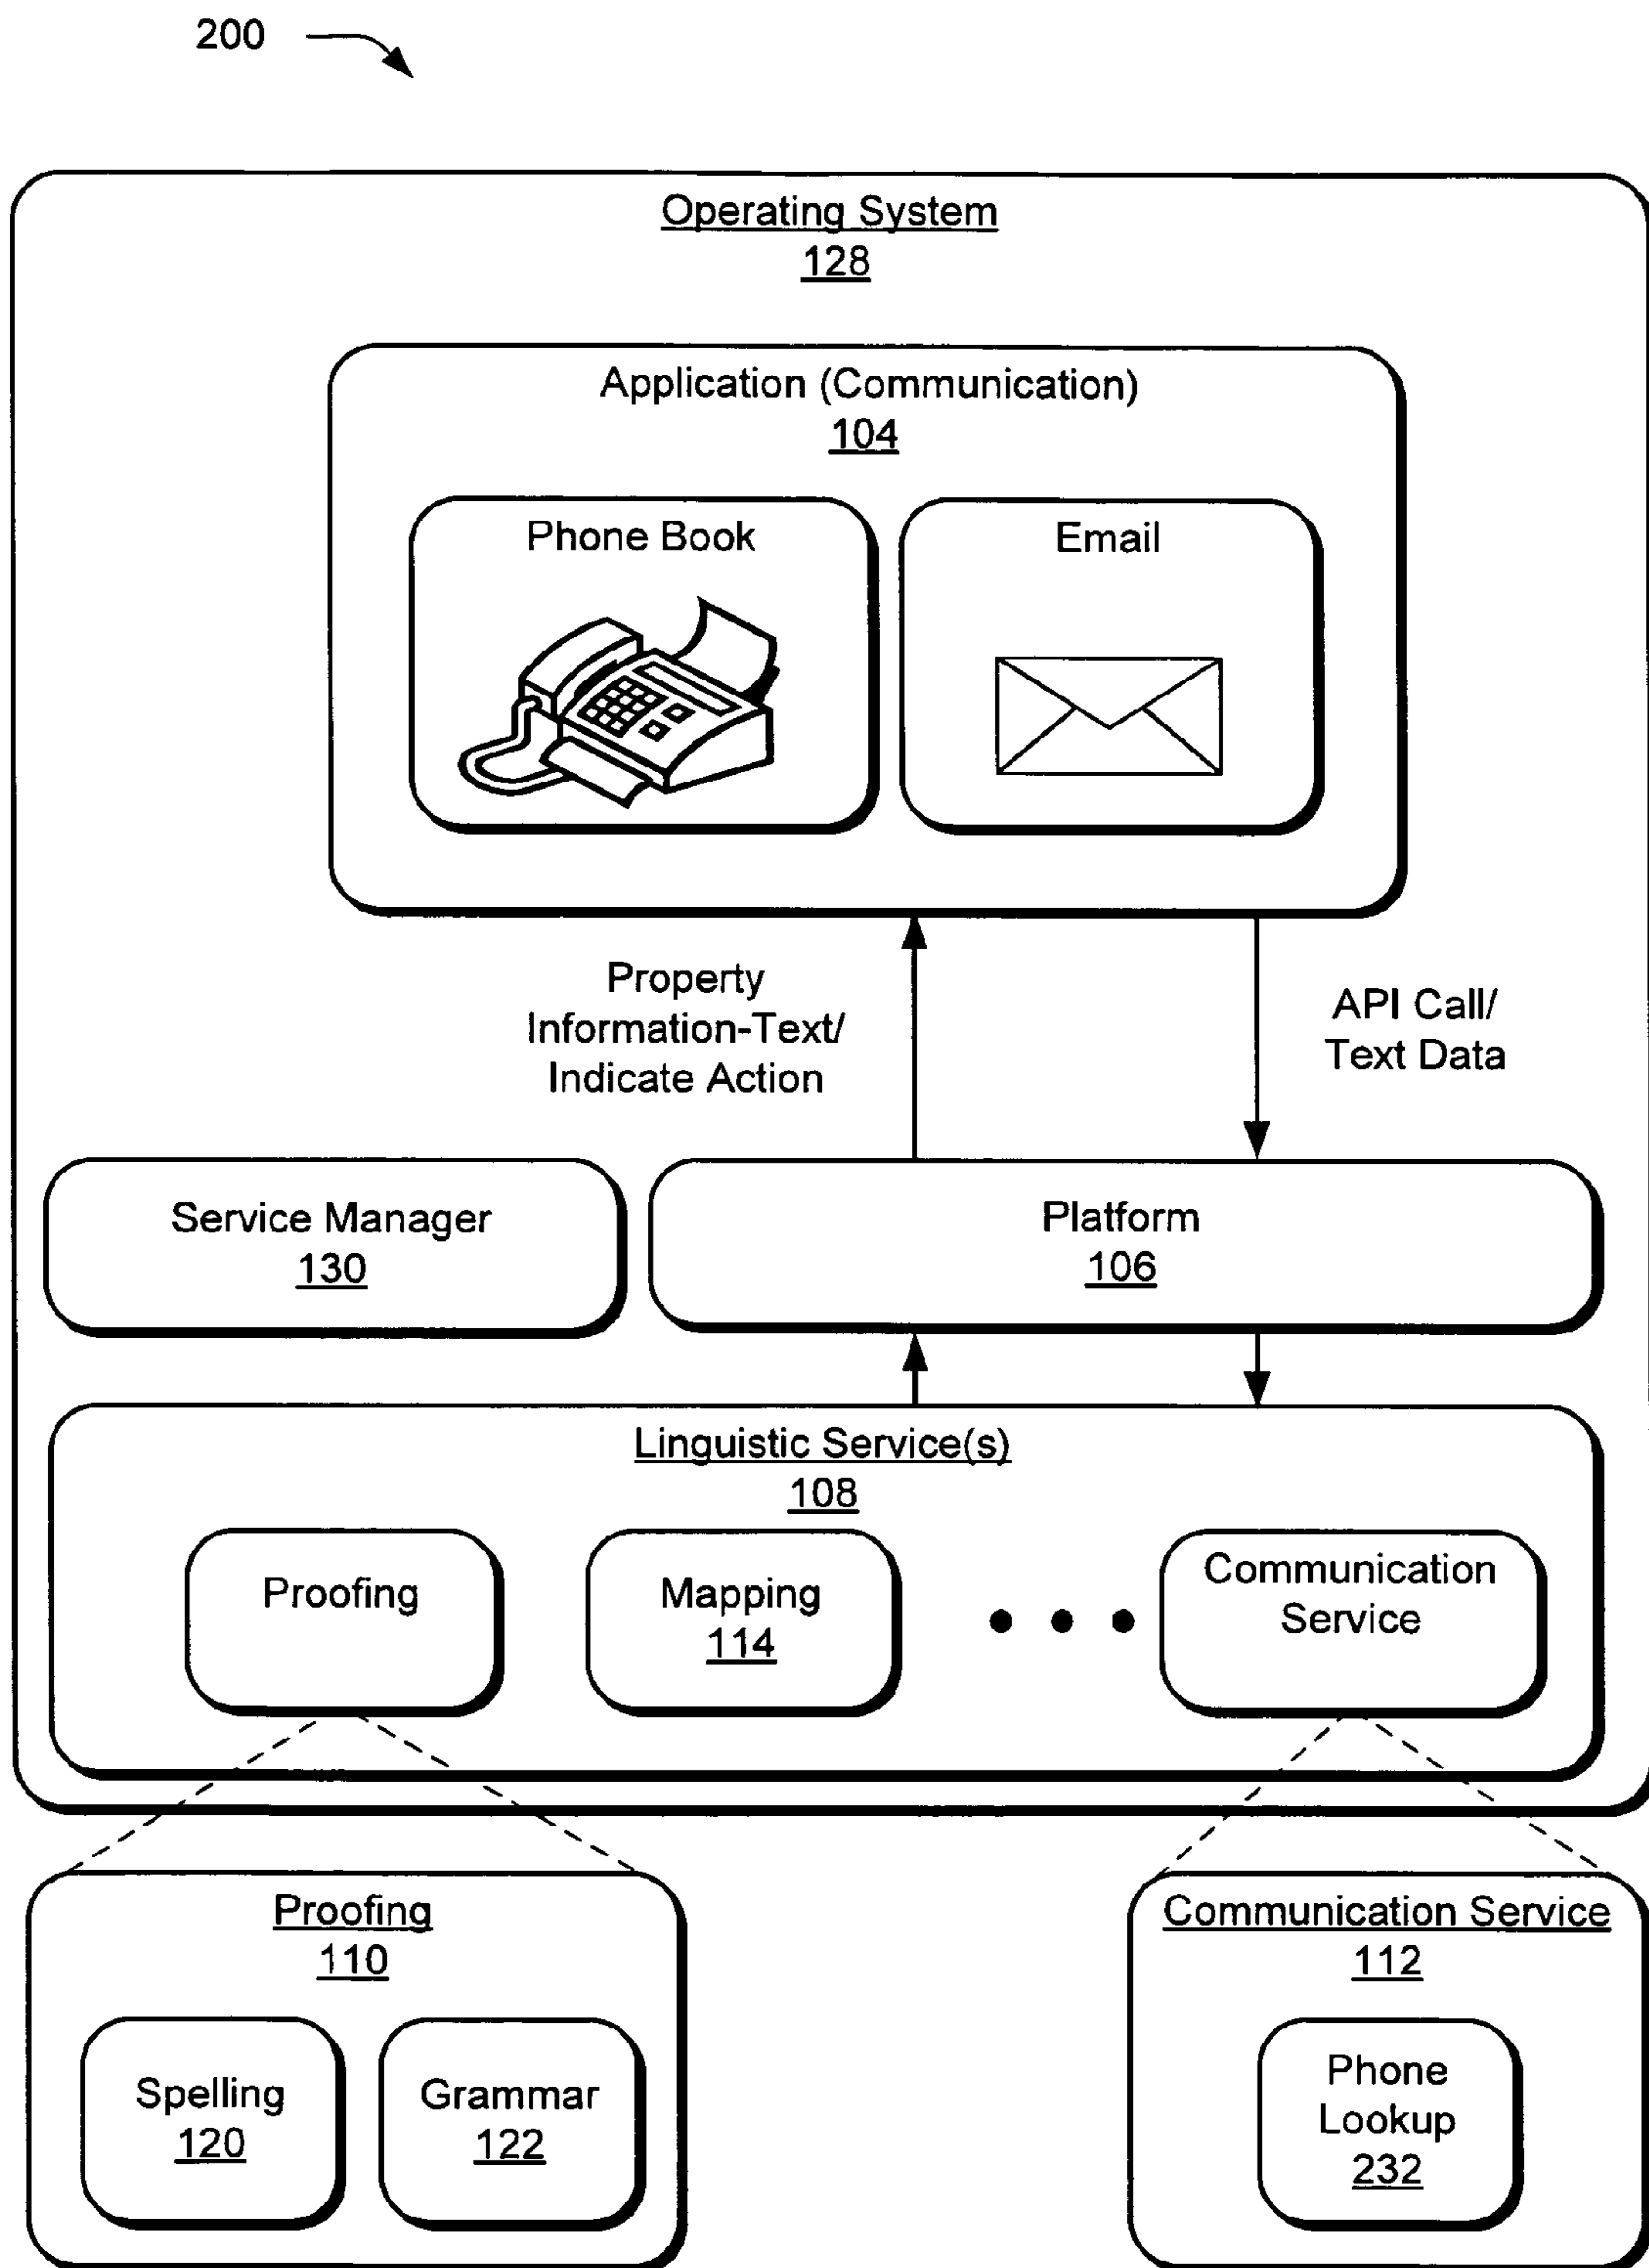 200
Operating System
128
Application (Communication)
104
Phone Book
Email
Property
Information-Text/
Indicate Action
API Call/
Text Data
Service Manager
130
Platform
106
Linguistic Service(s)
108
Proofing
Mapping
114
Communication
Service
Proofing
110
Spelling
120
Grammar
122
Communication Service
112
Phone
Lookup
232